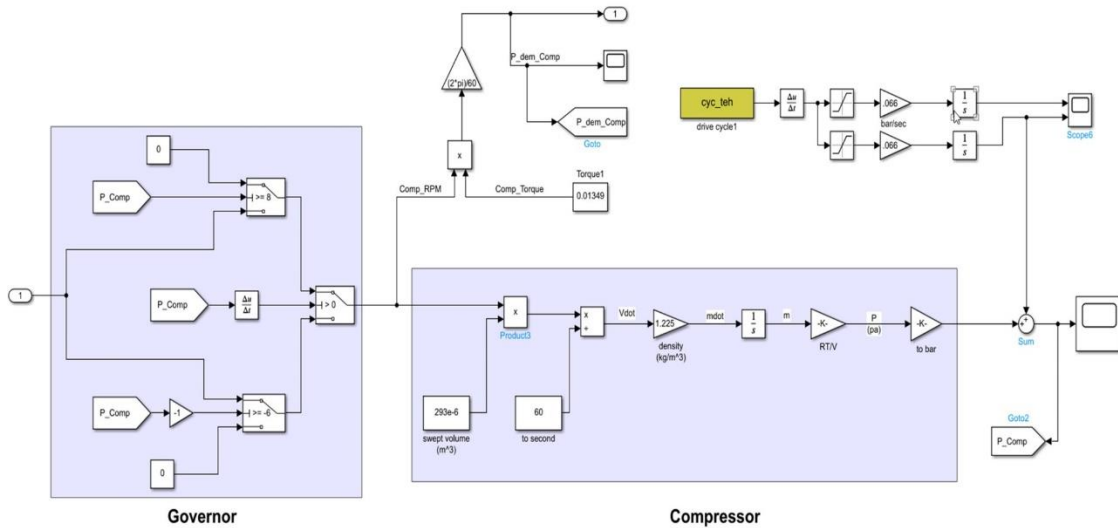 1
P_dem_Comp
(2*pi)/60
P_dem_Comp
Goto
cyc_teh
drive cycle1
Δu
Δt
.066
bar/sec
1
s
.066
1
s
Scope6
0
P_Comp
>= 8
x
Comp_RPM
Comp_Torque
Torque1
0.01349
1
P_Comp
Δu
Δt
> 0
P_Comp
-1
>= -6
0
x
Product3
x
÷
Vdot
1.225
density
(kg/m^3)
mdot
1
s
m
-K-
RT/V
P
(pa)
-K-
to bar
+
+
Sum
293e-6
swept volume
(m^3)
60
to second
Goto2
P_Comp
Governor
Compressor